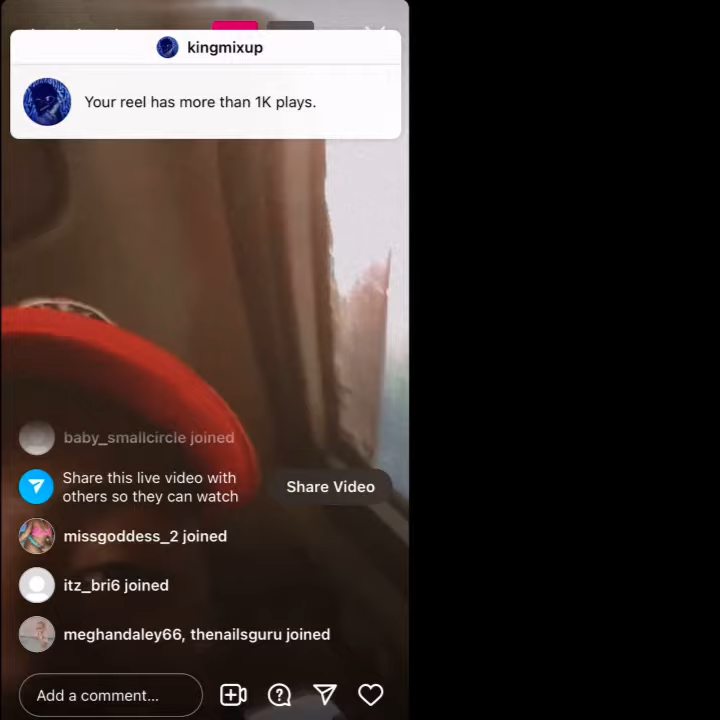 kingmixup
Your reel has more than 1K plays.
baby_smallcircle joined
Share this live video with
others so they can watch
Share Video
missgoddess_2 joined
itz_bri6 joined
meghandaley66, thenailsguru joined
Add a comment...